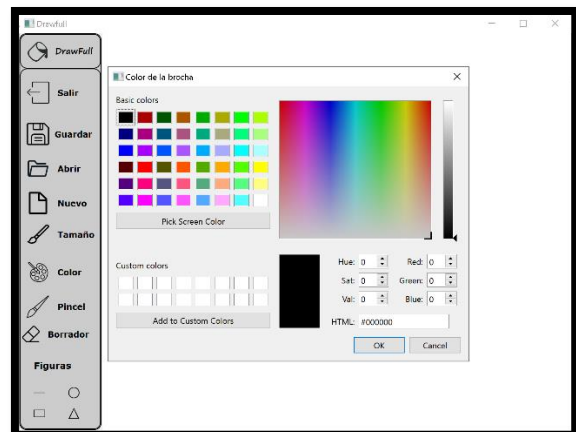 Drawfull
DrawFull
Salir
Guardar
Abrir
Nuevo
Tamaño
Color
Pincel
Borrador
Figuras
Color de la brocha
Basic colors
Pick Screen Color
Custom colors
Add to Custom Colors
Hue: 0 Red: 0
Sat: 0 Green: 0
Val: 0 Blue: 0
HTML: #000000
OK Cancel